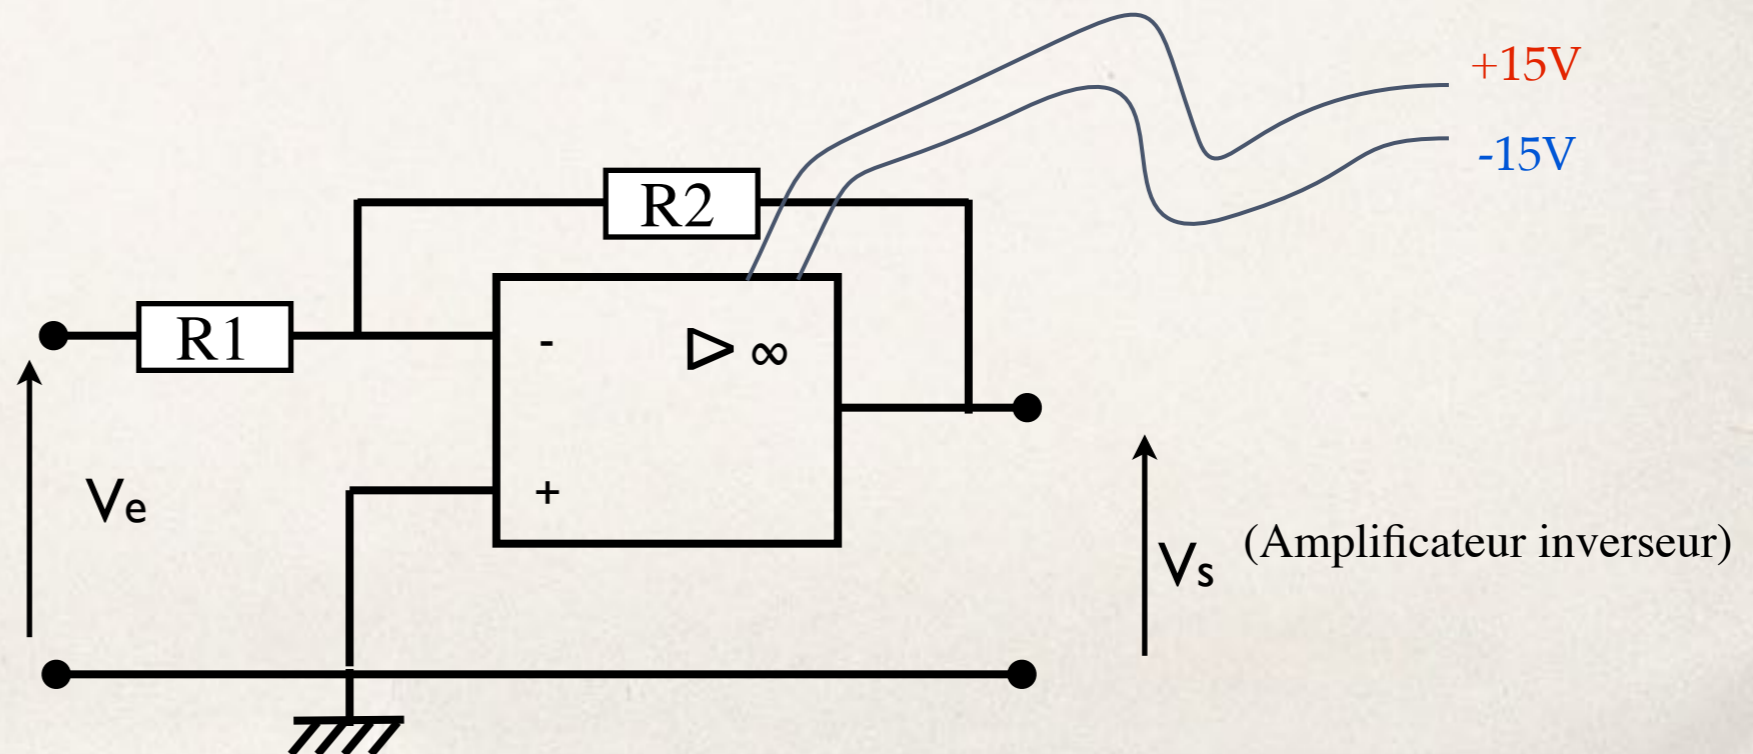 +15V
-15V
R2
R1
-
▷ ∞
+
Ve
Vs
(Amplificateur inverseur)